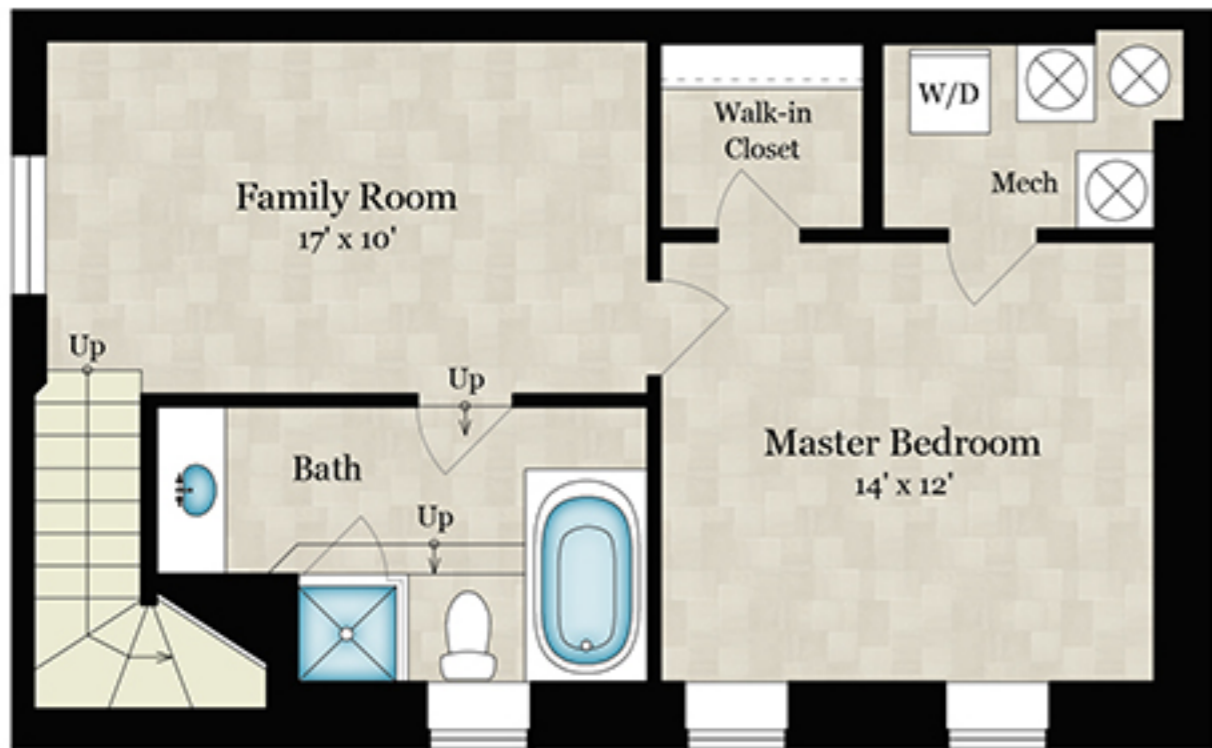 Family Room
17' x 10'
Walk-in
Closet
W/D
Mech
Up
Up
Bath
Up
Master Bedroom
14' x 12'